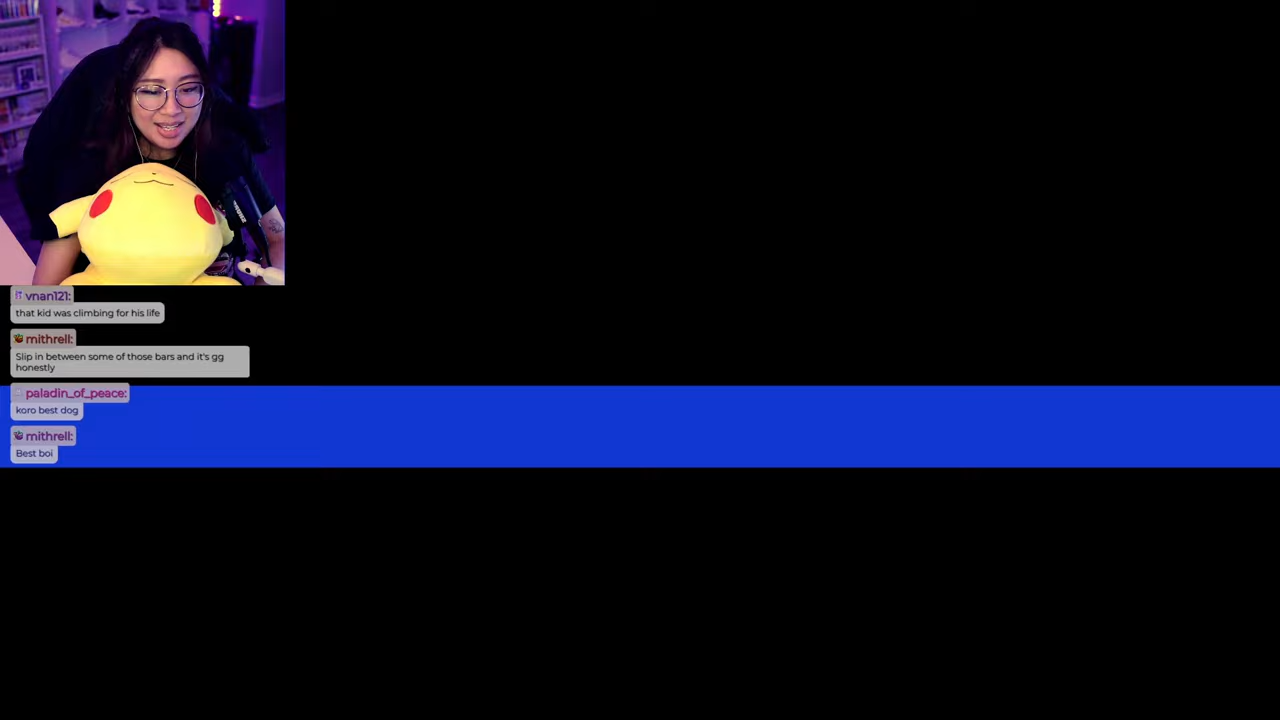 vnan121:
that kid was climbing for his life
mithrell:
Slip in between some of those bars and it's gg
honestly
paladin_of_peace:
koro best dog
mithrell:
Best boi